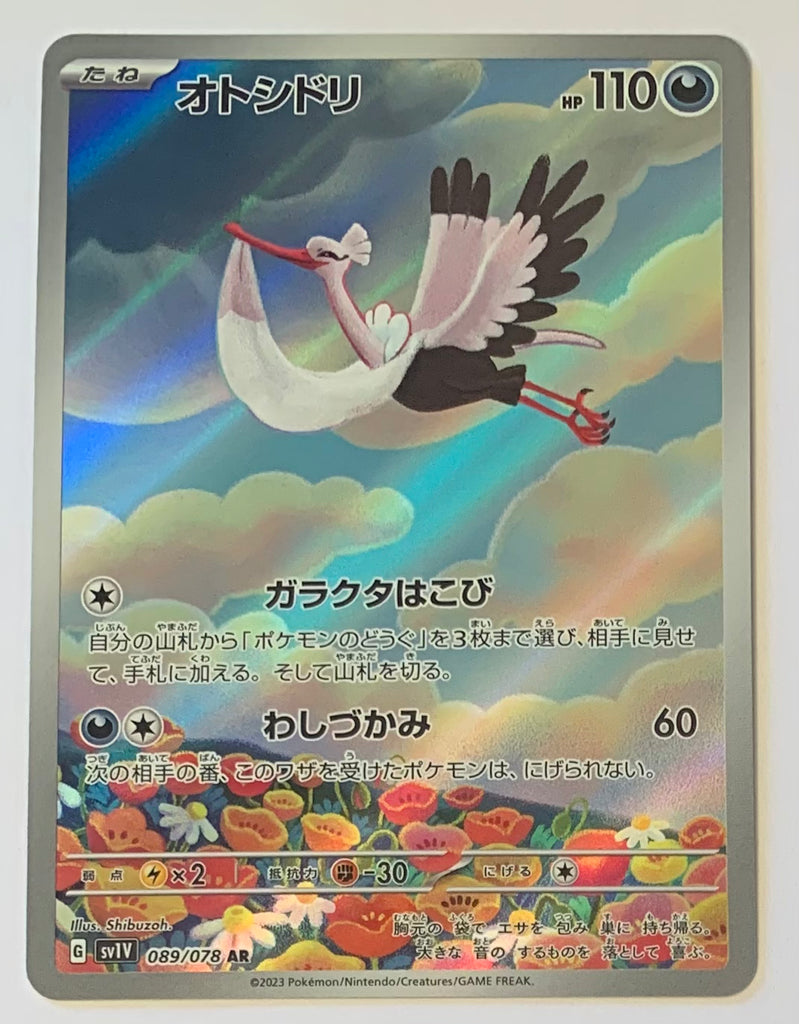 たね
オトシドリ
HP 110
ガラクタはこび
自分の山札から「ポケモンのどうぐ」を3枚まで選び、相手に見せ
て、手札に加える。そして山札を切る。
わしづかみ 60
次の相手の番、このワザを受けたポケモンは、にげられない。
弱点 ×2 抵抗力 -30 にげる
Illus. Shibuzoh.
胸元の 袋で エサを 包み 巣に 持ち帰る。
大きな 音の するものを 落として 喜ぶ。
G sv1V 089/078 AR
©2023 Pokémon/Nintendo/Creatures/GAME FREAK.